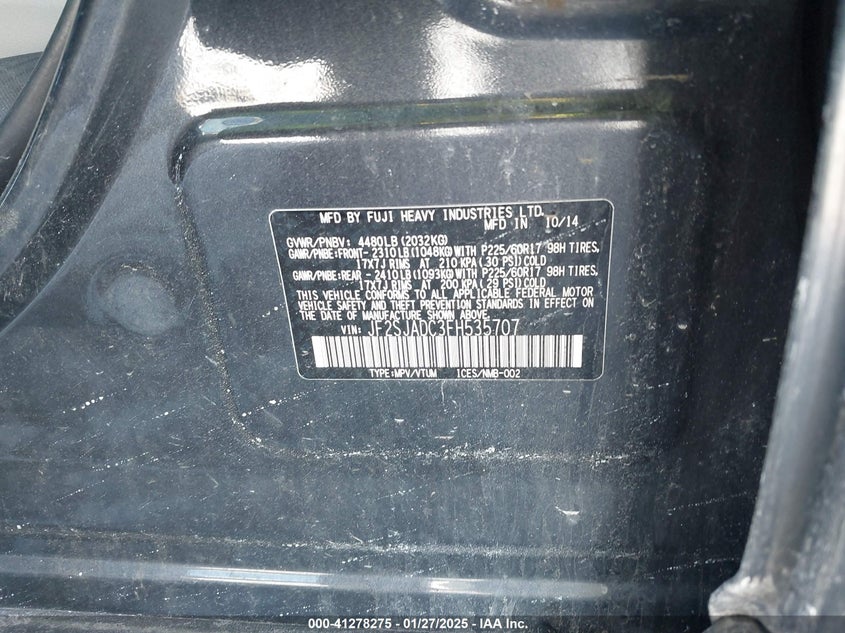 MFD BY FUJI HEAVY INDUSTRIES LTD.
MFD IN 10/14
GVWR/PNBV: 4480LB (2032KG)
GAWR/PNBE:FRONT-2310LB(1048KG)WITH P225/60R17 98H TIRES,
17X7J RIMS AT 210 KPA (30 PSI)COLD
GAWR/PNBE:REAR -2410LB(1093KG)WITH P225/60R17 98H TIRES,
17X7J RIMS AT 200 KPA (29 PSI)COLD
THIS VEHICLE CONFORMS TO ALL APPLICABLE FEDERAL MOTOR
VEHICLE SAFETY AND THEFT PREVENTION STANDARDS IN EFFECT ON
THE DATE OF MANUFACTURE SHOWN ABOVE.
VIN: JF2SJADC3FH535707
TYPE:MPV/VTUM ICES/NMB-002
000-41278275 - 01/27/2025 - IAA Inc.